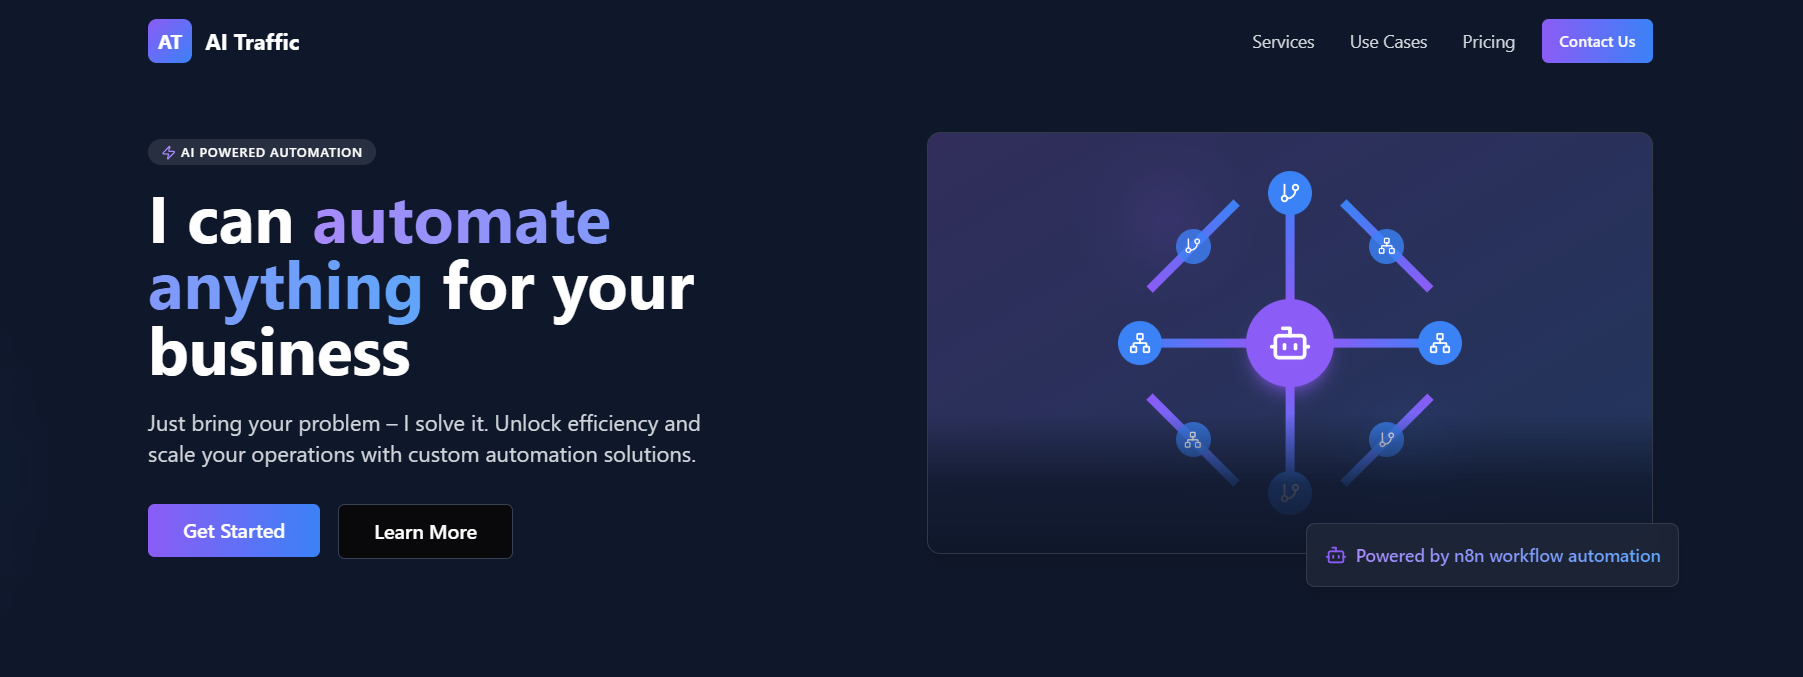 AT
AI Traffic
Services
Use Cases
Pricing
Contact Us
AI POWERED AUTOMATION
I can automate
anything for your
business
Just bring your problem – I solve it. Unlock efficiency and
scale your operations with custom automation solutions.
Get Started
Learn More
Powered by n8n workflow automation